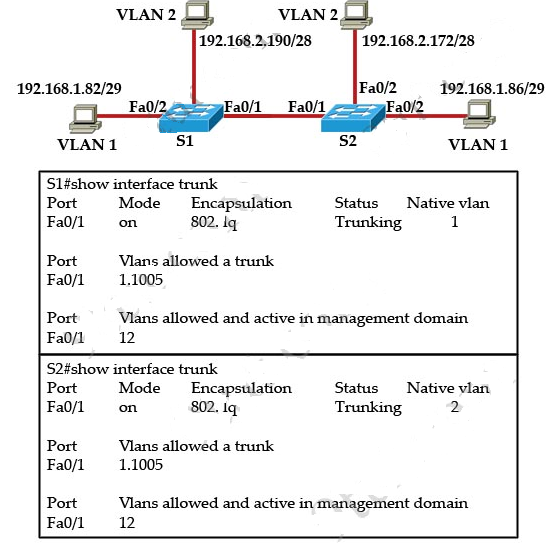 VLAN 2
VLAN 2
192.168.2.190/28
192.168.2.172/28
192.168.1.82/29
Fa0/2
Fa0/1
Fa0/1
Fa0/2
Fa0/2
192.168.1.86/29
VLAN 1
S1
S2
VLAN 1
S1#show interface trunk
Port Mode Encapsulation Status Native vlan
Fa0/1 on 802. 1q Trunking 1
Port Vlans allowed a trunk
Fa0/1 1.1005
Port Vlans allowed and active in management domain
Fa0/1 12
S2#show interface trunk
Port Mode Encapsulation Status Native vlan
Fa0/1 on 802. 1q Trunking 2
Port Vlans allowed a trunk
Fa0/1 1.1005
Port Vlans allowed and active in management domain
Fa0/1 12